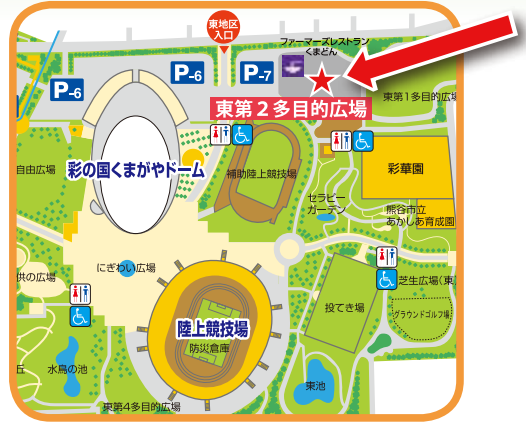 東地区
入口
ファーマーズレストラン
くまどん
P-6
P-7
P-6
東第2多目的広場
東第1多目的広場
自由広場
彩の国くまがやドーム
補助陸上競技場
彩華園
セラピー
ガーデン
熊谷市立
あかしあ育成園
にぎわい広場
供の広場
芝生広場(東)
陸上競技場
防災倉庫
投てき場
グラウンドゴルフ場
水鳥の池
丘
東池
東第4多目的広場